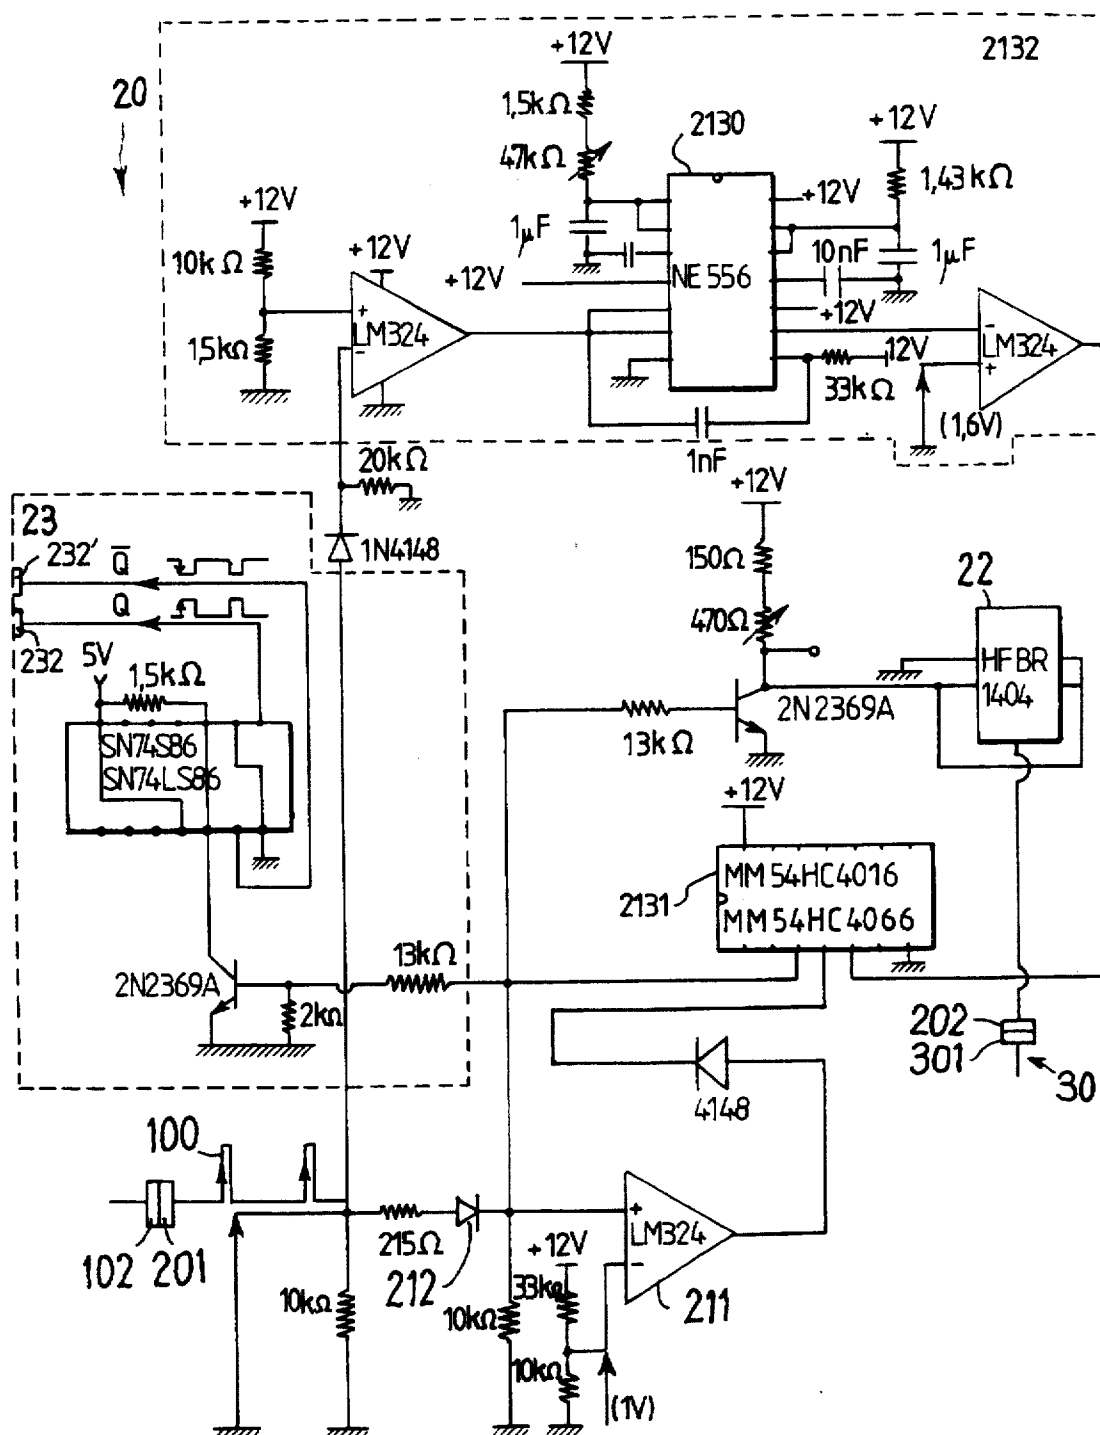 +12V
2132
20
1,5kΩ
2130
+12V
47kΩ
1,43 kΩ
+12V
+12V
10k Ω
+12V
1µF
10nF
1µF
+12V
NE 556
+12V
+
LM324
−
1,5kΩ
−
LM324
+
12V
33kΩ
(1,6V)
1nF
20kΩ
+12V
23
232'
Q̅
1N4148
150Ω
22
Q
470Ω
232
5V
1,5kΩ
HFBR
1404
2N2369A
13kΩ
SN74S86
SN74LS86
+12V
2131
MM54HC4016
MM54HC4066
13kΩ
2N2369A
2kΩ
202
301
30
4148
100
+
LM324
−
102
201
215Ω
212
+12V
33kΩ
211
10kΩ
10kΩ
10kΩ
(1V)